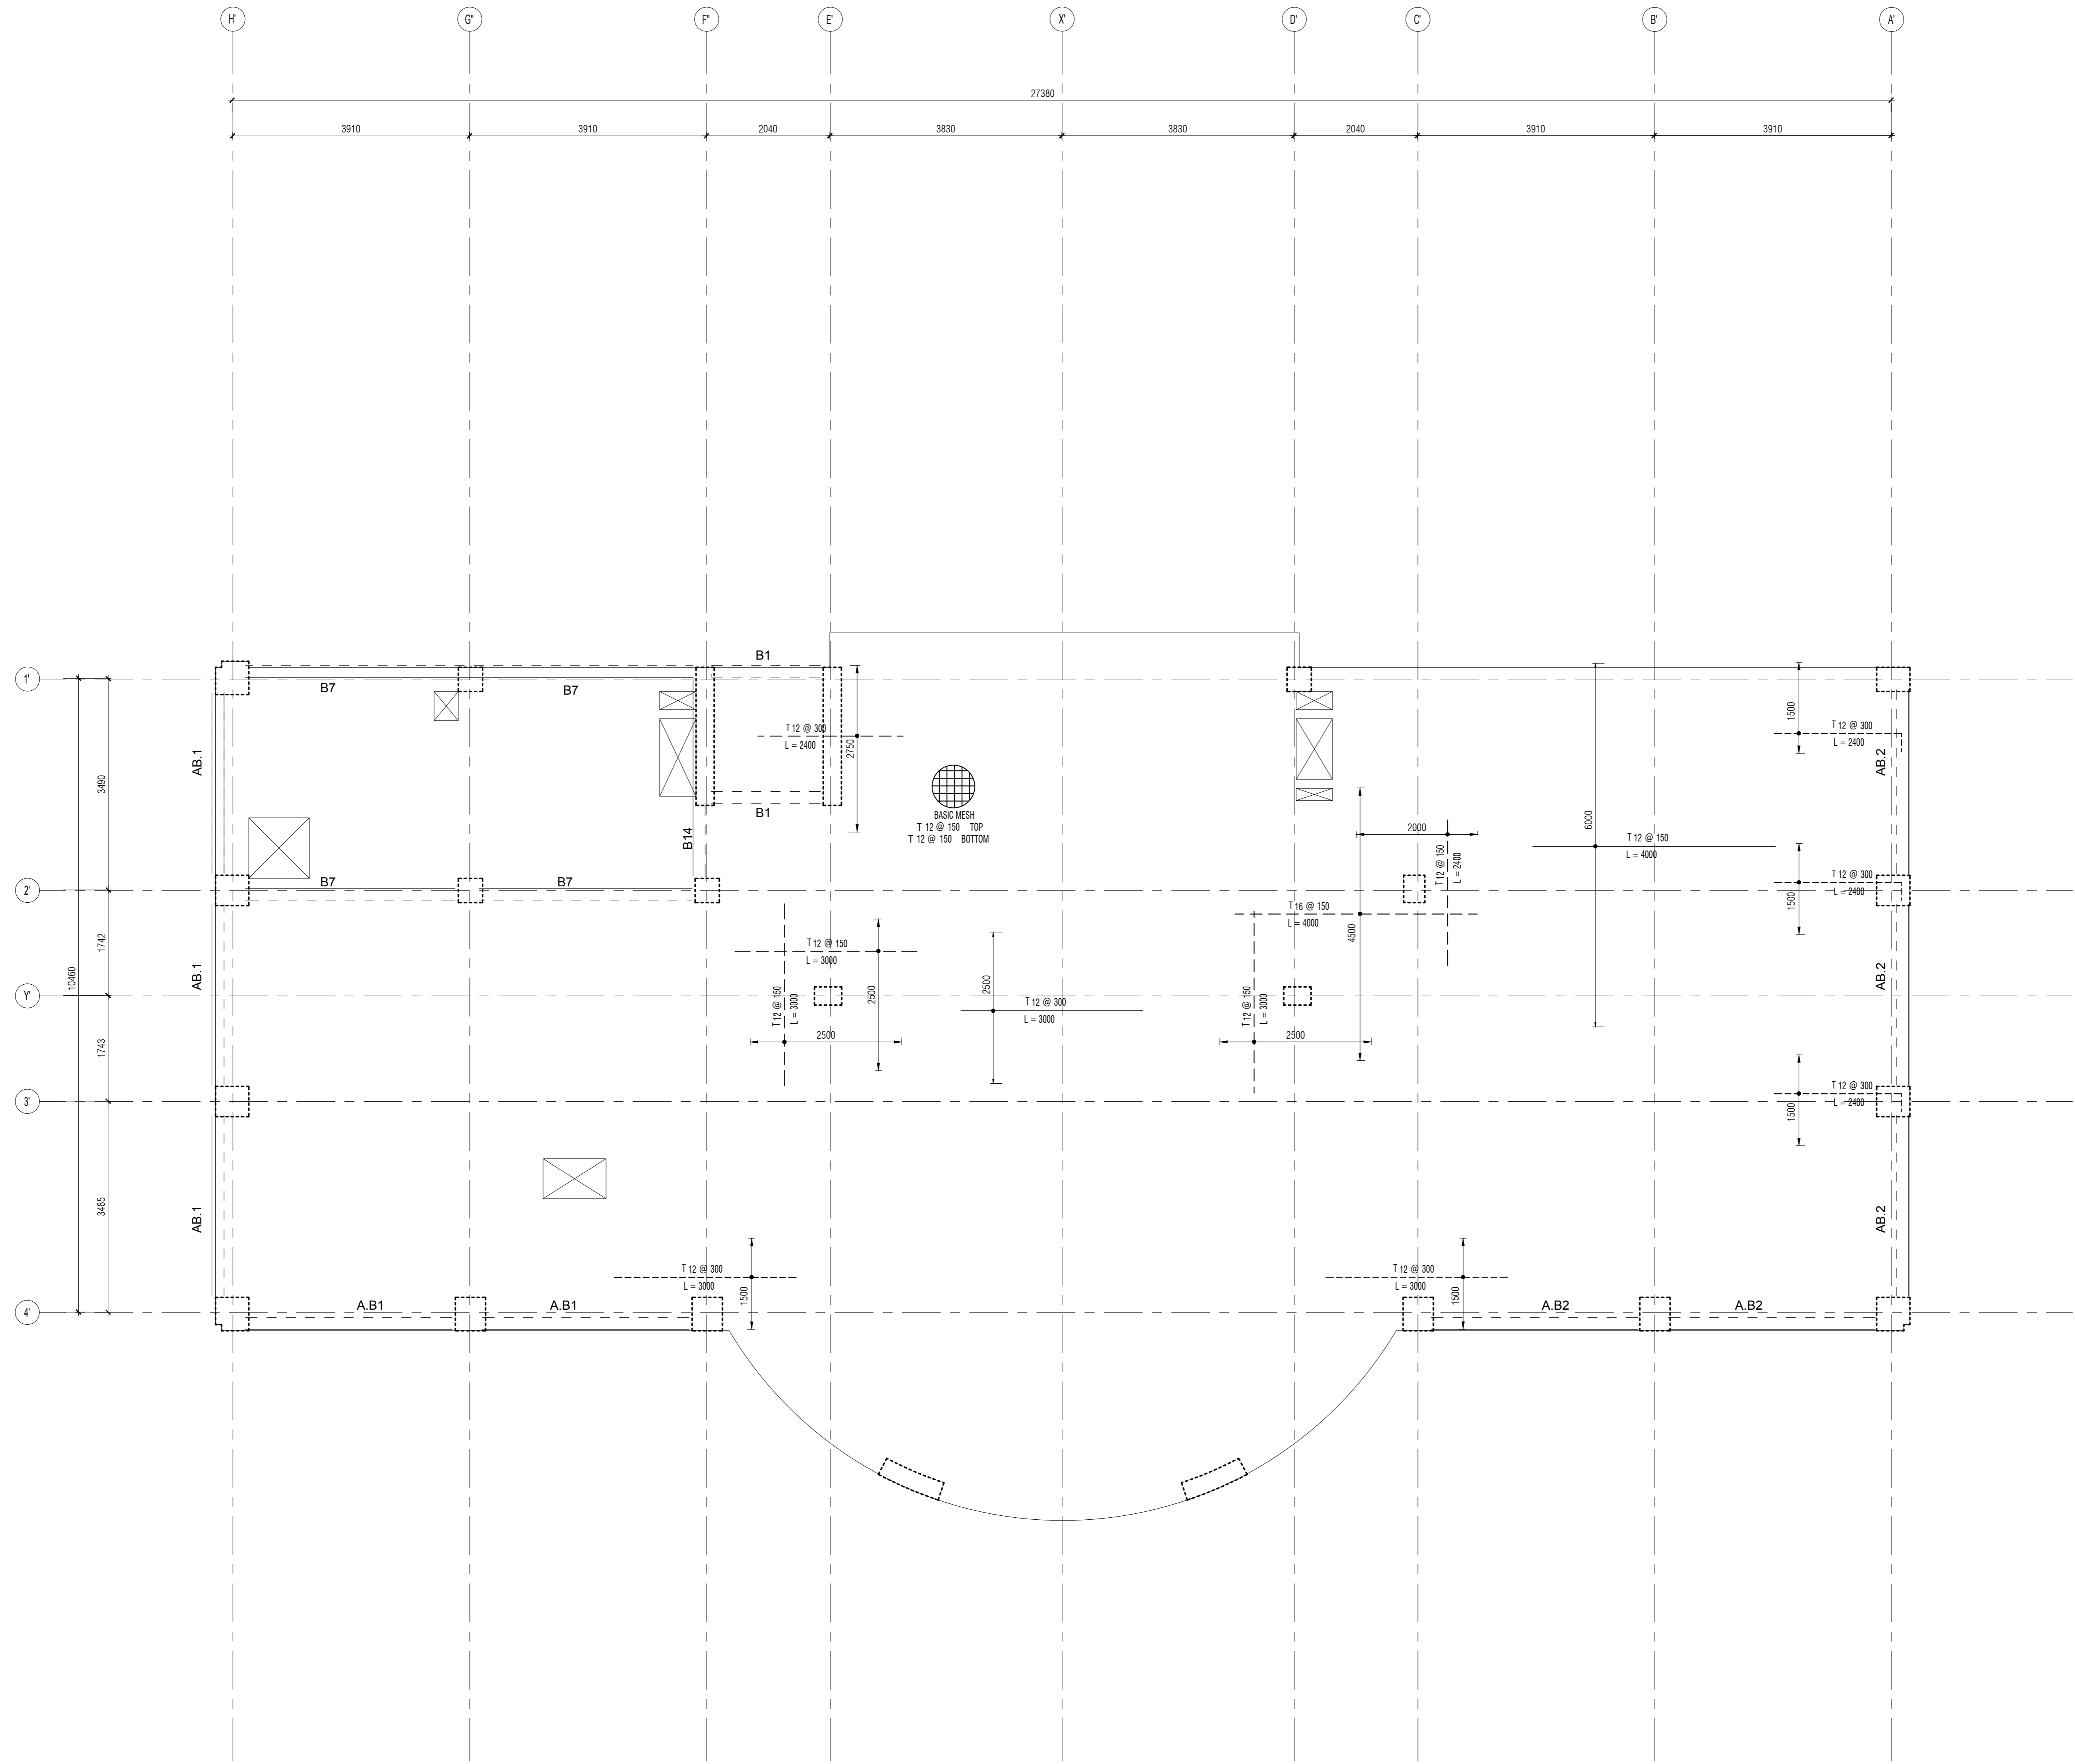 H' G" F" E' X' D' C' B' A'
27380
3910 3910 2040 3830 3830 2040 3910 3910
B1
1'
B7 B7
1500
T 12 @ 300
L = 2400
2750
T 12 @ 300
L = 2400
AB.1
AB.2
3490
BASIC MESH
T 12 @ 150 TOP
T 12 @ 150 BOTTOM
B1
B14
6000
2000
T 12 @ 150
L = 2400
T 12 @ 150
L = 4000
2'
B7 B7
T 12 @ 300
L = 2400
1500
T 16 @ 150
L = 4000
4500
1742
T 12 @ 150
L = 3000
10460
AB.1
AB.2
Y'
T 12 @ 150
L = 3000
2500
2500
T 12 @ 300
L = 3000
T 12 @ 150
L = 3000
2500
2500
1743
3'
T 12 @ 300
L = 2400
1500
3485
AB.1
AB.2
T 12 @ 300
L = 3000
1500
T 12 @ 300
L = 3000
1500
4'
A.B1 A.B1 A.B2 A.B2